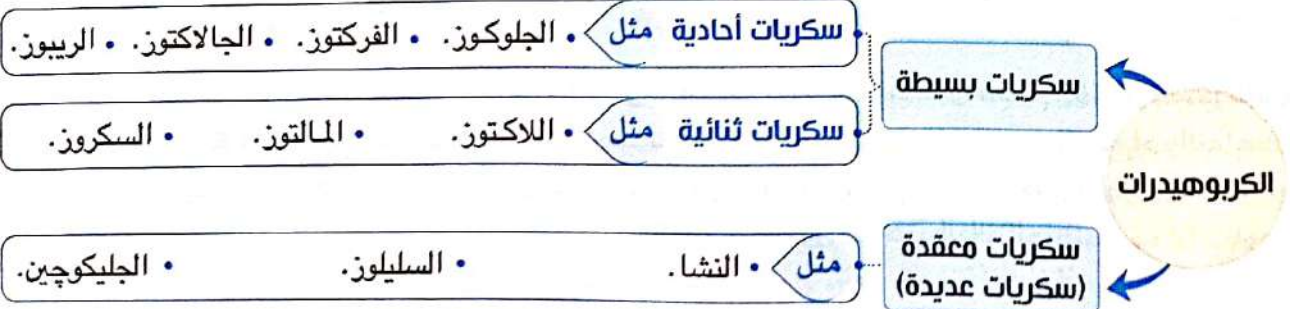 الكربوهيدرات
سكريات بسيطة
سكريات أحادية مثل • الجلوكوز. • الفركتوز. • الجالاكتوز. • الريبوز.
سكريات ثنائية مثل • اللاكتوز. • المالتوز. • السكروز.
سكريات معقدة
(سكريات عديدة)
مثل • النشا. • السليلوز. • الجليكوچين.